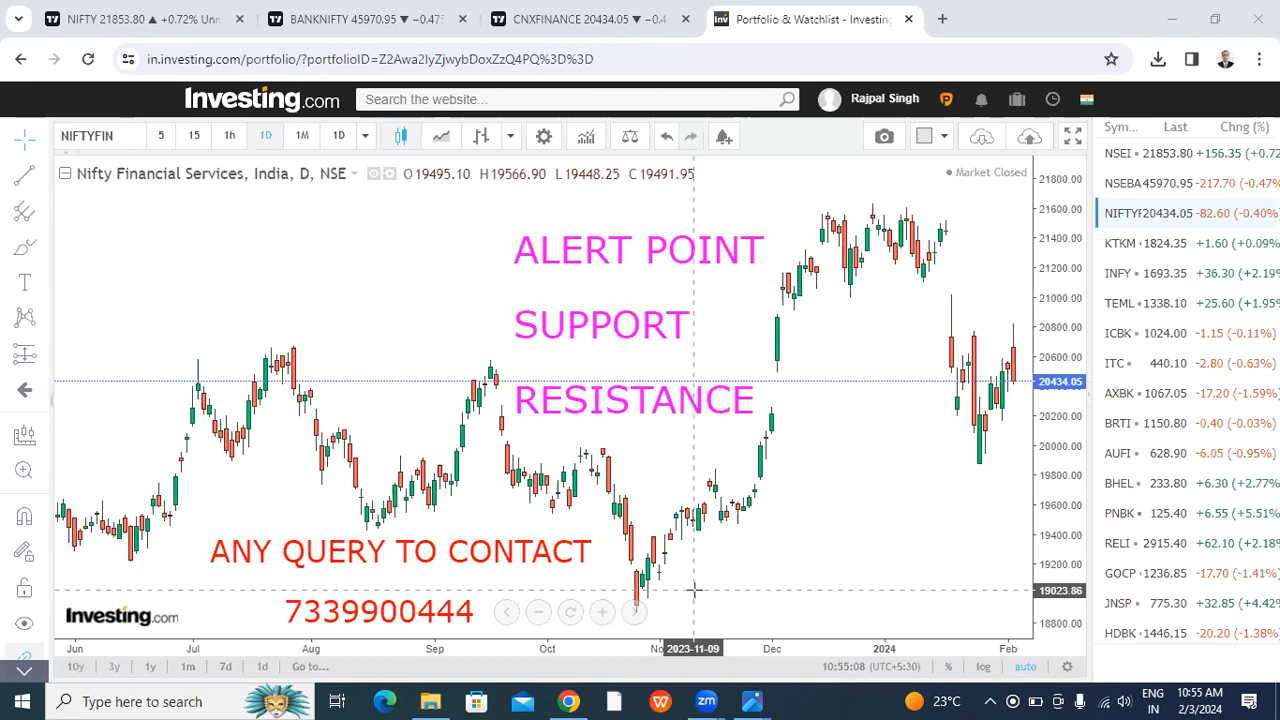 NIFTY 21853.80 ▲ +0.72% Unn
BANKNIFTY 45970.95 ▼ −0.47%
CNXFINANCE 20434.05 ▼ −0.4
Portfolio & Watchlist - Investing
in.investing.com/portfolio/?portfolioID=Z2Awa2IyZjwybDoxZzQ4PQ%3D%3D
Investing.com
Search the website...
Rajpal Singh
NIFTYFIN 5 15 1h 1D 1M 1D
Sym... Last Chng (%)
Nifty Financial Services, India, D, NSE
O19495.10 H19566.90 L19448.25 C19491.95
Market Closed
ALERT POINT
SUPPORT
RESISTANCE
ANY QUERY TO CONTACT
7339900444
Investing.com
21800.00
21600.00
21400.00
21200.00
21000.00
20800.00
20600.00
20434.05
20200.00
20000.00
19800.00
19600.00
19400.00
19200.00
19023.86
18800.00
NSEI 21853.80 +156.35 (+0.72
NSEBA 45970.95 -217.70 (-0.47%
NIFTYF 20434.05 -82.60 (-0.40%
KTKM 1824.35 +1.60 (+0.09%
INFY 1693.35 +36.30 (+2.19%
TEML 1338.10 +25.60 (+1.95%
ICBK 1024.00 -1.15 (-0.11%)
ITC 440.10 -2.80 (-0.63%)
AXBK 1067.05 -17.20 (-1.59%
BRTI 1150.80 -0.40 (-0.03%)
AUFI 628.90 -6.05 (-0.95%)
BHEL 233.80 +6.30 (+2.77%
PNBK 125.40 +6.55 (+5.51%
RELI 2915.40 +62.10 (+2.18%
GOCP 1236.85 -17.70 (-1.41%
JNSP 775.30 +32.85 (+4.42%
HDBK 1446.15 -20.20 (-1.38%
Jun Jul Aug Sep Oct No 2023-11-09 Dec 2024 Feb
10y 3y 1y 1m 7d 1d Go to...
10:55:08 (UTC+5:30) % log auto
Type here to search
23°C
ENG
IN
10:55 AM
2/3/2024